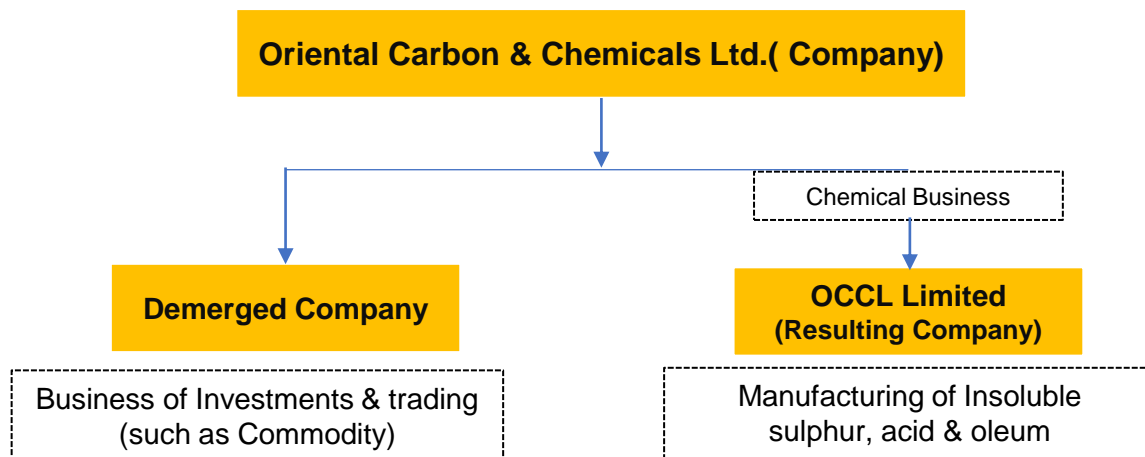 Oriental Carbon & Chemicals Ltd.( Company)
Chemical Business
Demerged Company
OCCL Limited
(Resulting Company)
Business of Investments & trading
(such as Commodity)
Manufacturing of Insoluble
sulphur, acid & oleum